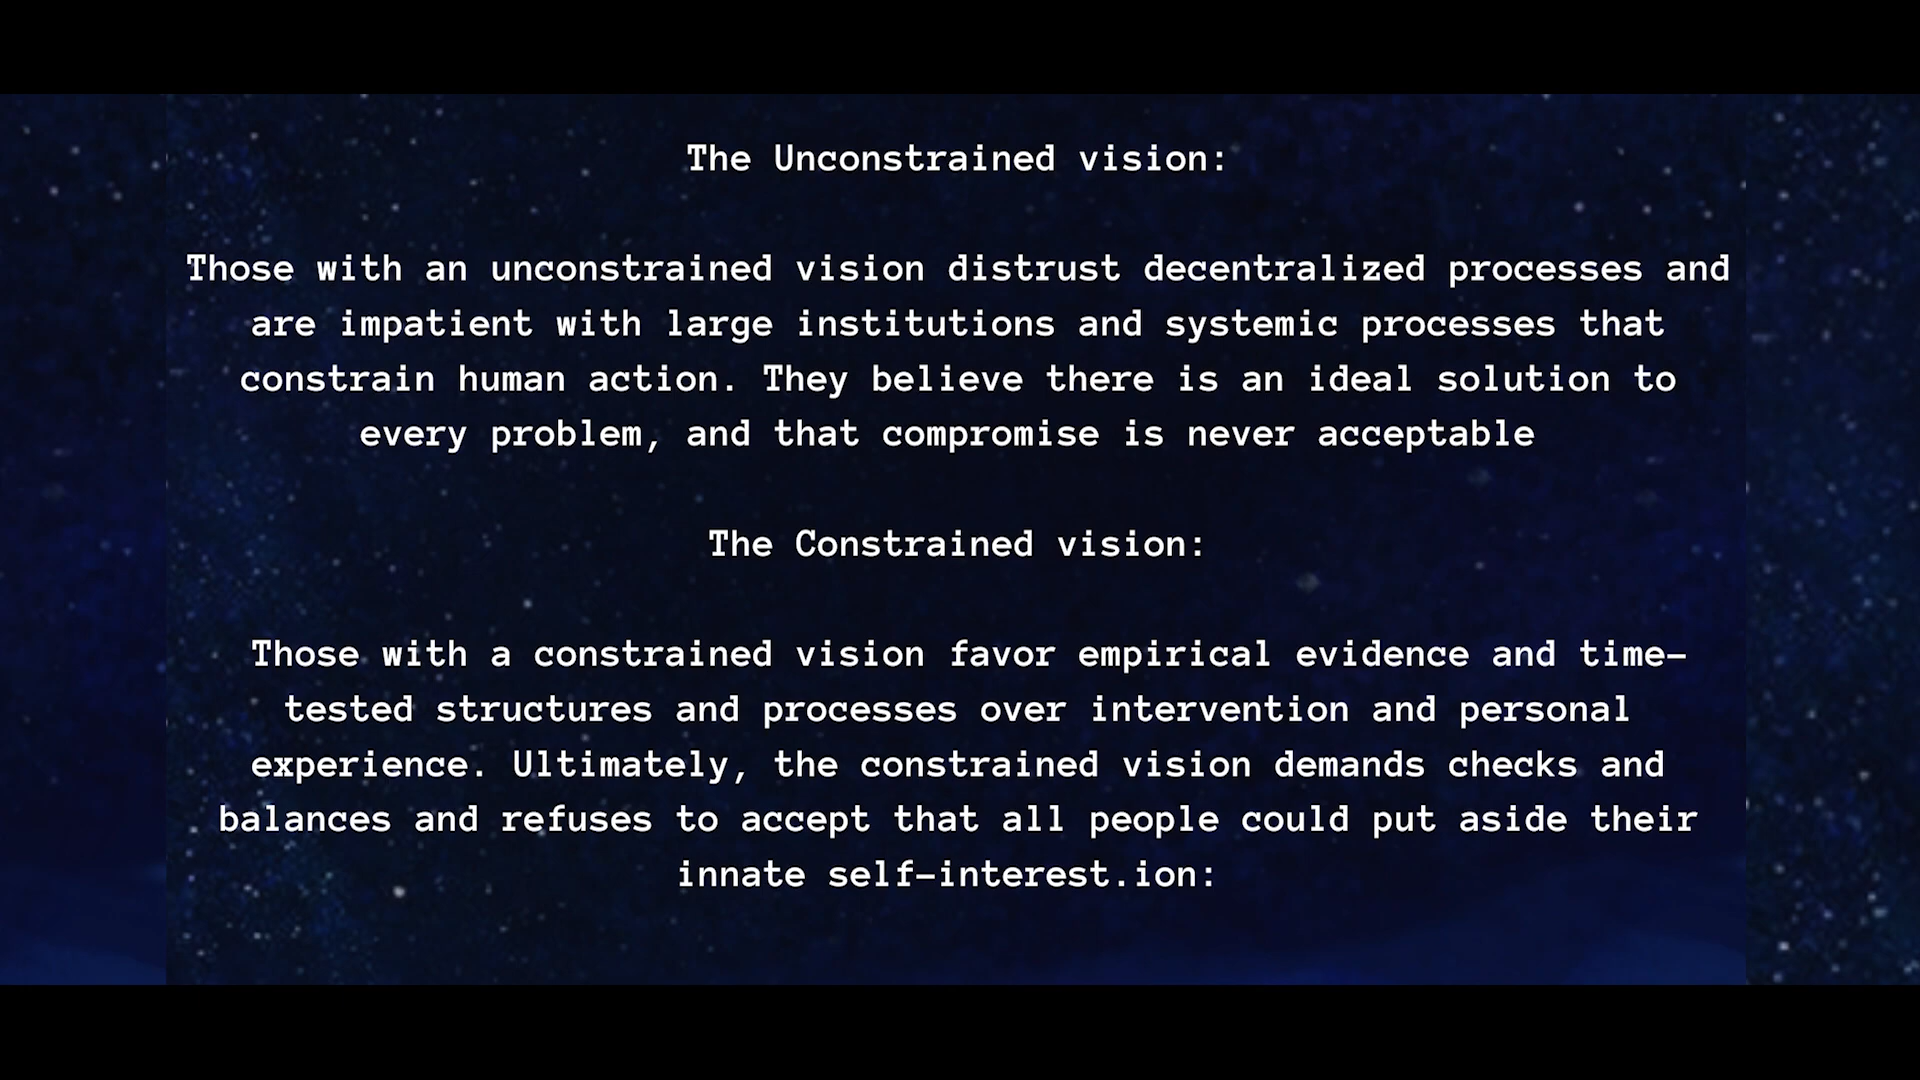 The Unconstrained vision:
Those with an unconstrained vision distrust decentralized processes and
are impatient with large institutions and systemic processes that
constrain human action. They believe there is an ideal solution to
every problem, and that compromise is never acceptable
The Constrained vision:
Those with a constrained vision favor empirical evidence and time-
tested structures and processes over intervention and personal
experience. Ultimately, the constrained vision demands checks and
balances and refuses to accept that all people could put aside their
innate self-interest.ion: